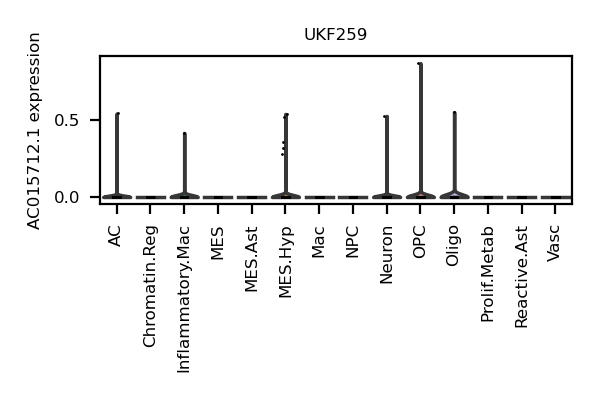 UKF259
AC015712.1 expression
0.5
0.0
AC
Chromatin.Reg
Inflammatory.Mac
MES
MES.Ast
MES.Hyp
Mac
NPC
Neuron
OPC
Oligo
Prolif.Metab
Reactive.Ast
Vasc